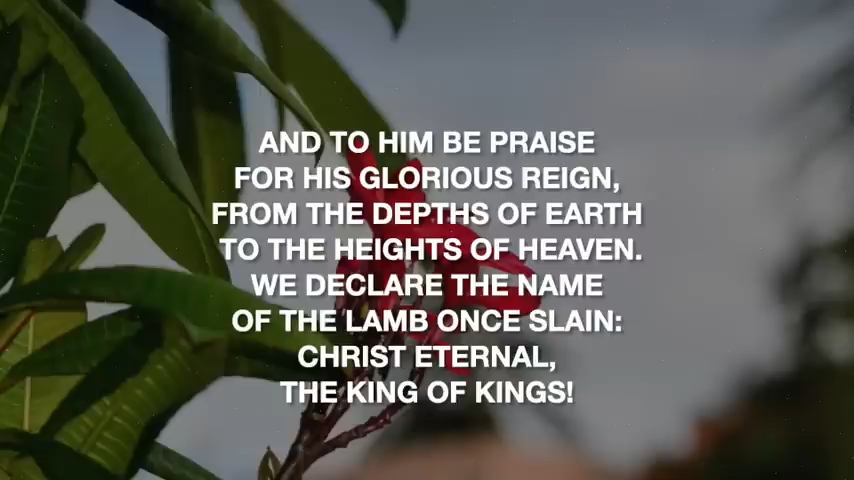 AND TO HIM BE PRAISE
FOR HIS GLORIOUS REIGN,
FROM THE DEPTHS OF EARTH
TO THE HEIGHTS OF HEAVEN.
WE DECLARE THE NAME
OF THE LAMB ONCE SLAIN:
CHRIST ETERNAL,
THE KING OF KINGS!